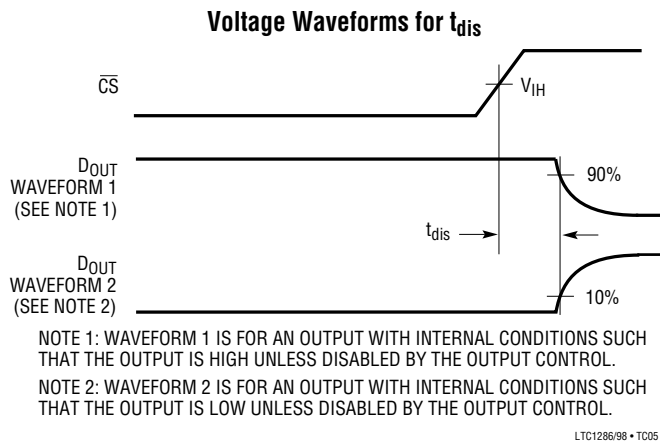 Voltage Waveforms for tdis
CS
VIH
DOUT
WAVEFORM 1
(SEE NOTE 1)
90%
tdis
DOUT
WAVEFORM 2
(SEE NOTE 2)
10%
NOTE 1: WAVEFORM 1 IS FOR AN OUTPUT WITH INTERNAL CONDITIONS SUCH
THAT THE OUTPUT IS HIGH UNLESS DISABLED BY THE OUTPUT CONTROL.
NOTE 2: WAVEFORM 2 IS FOR AN OUTPUT WITH INTERNAL CONDITIONS SUCH
THAT THE OUTPUT IS LOW UNLESS DISABLED BY THE OUTPUT CONTROL.
LTC1286/98 • TC05